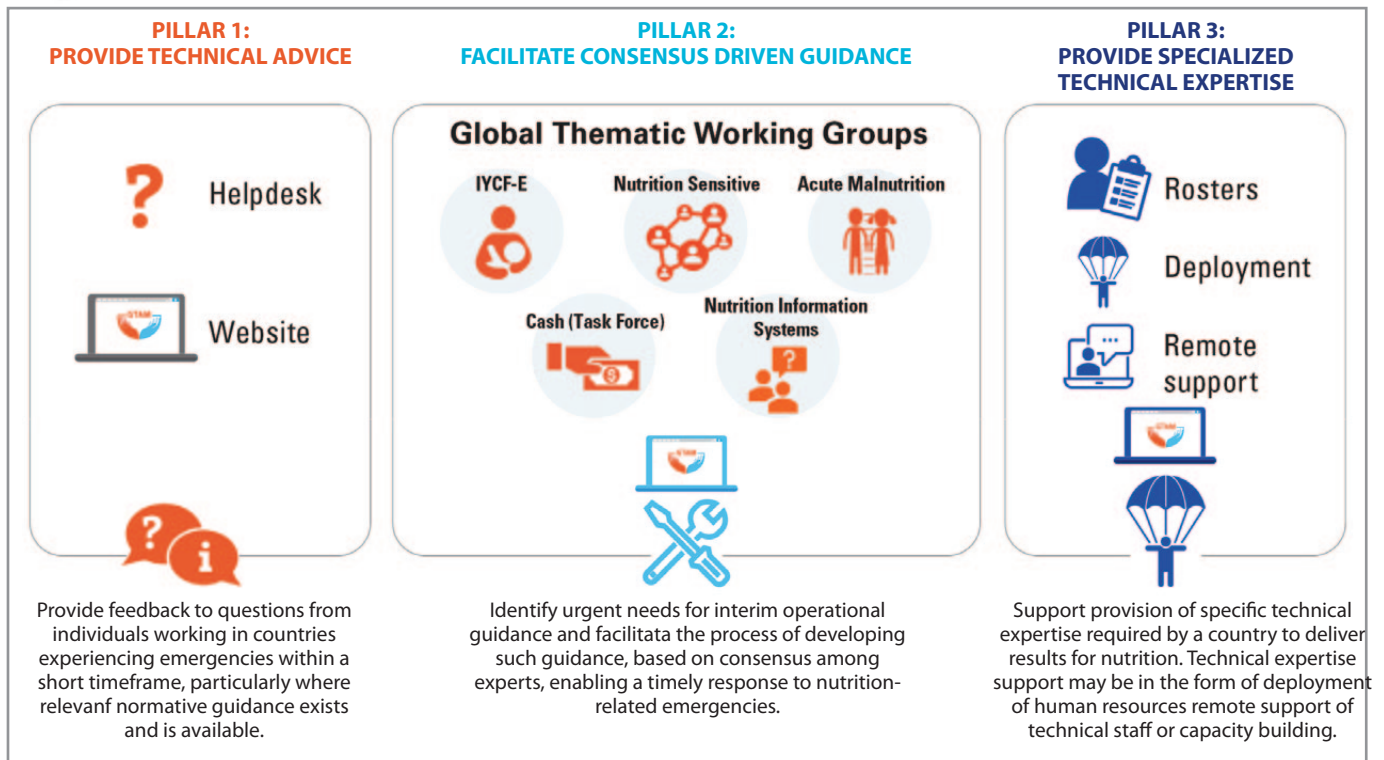 PILLAR 1:
PROVIDE TECHNICAL ADVICE
Helpdesk
GTAM
Website
Provide feedback to questions from
individuals working in countries
experiencing emergencies within a
short timeframe, particularly where
relevanf normative guidance exists
and is available.
PILLAR 2:
FACILITATE CONSENSUS DRIVEN GUIDANCE
Global Thematic Working Groups
IYCF-E
Nutrition Sensitive
Acute Malnutrition
Cash (Task Force)
Nutrition Information
Systems
GTAM
Identify urgent needs for interim operational
guidance and facilitata the process of developing
such guidance, based on consensus among
experts, enabling a timely response to nutrition-
related emergencies.
PILLAR 3:
PROVIDE SPECIALIZED
TECHNICAL EXPERTISE
Rosters
Deployment
Remote
support
GTAM
Support provision of specific technical
expertise required by a country to deliver
results for nutrition. Technical expertise
support may be in the form of deployment
of human resources remote support of
technical staff or capacity building.